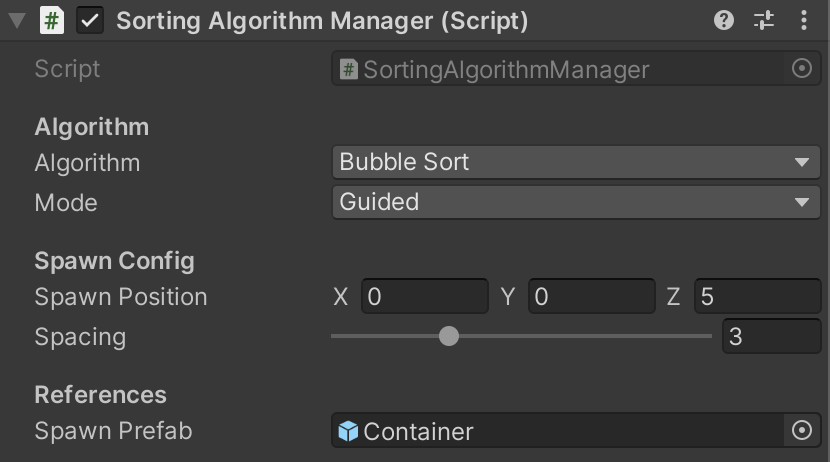 # Sorting Algorithm Manager (Script) ?
Script # SortingAlgorithmManager
Algorithm
Algorithm Bubble Sort
Mode Guided
Spawn Config
Spawn Position X 0 Y 0 Z 5
Spacing 3
References
Spawn Prefab Container